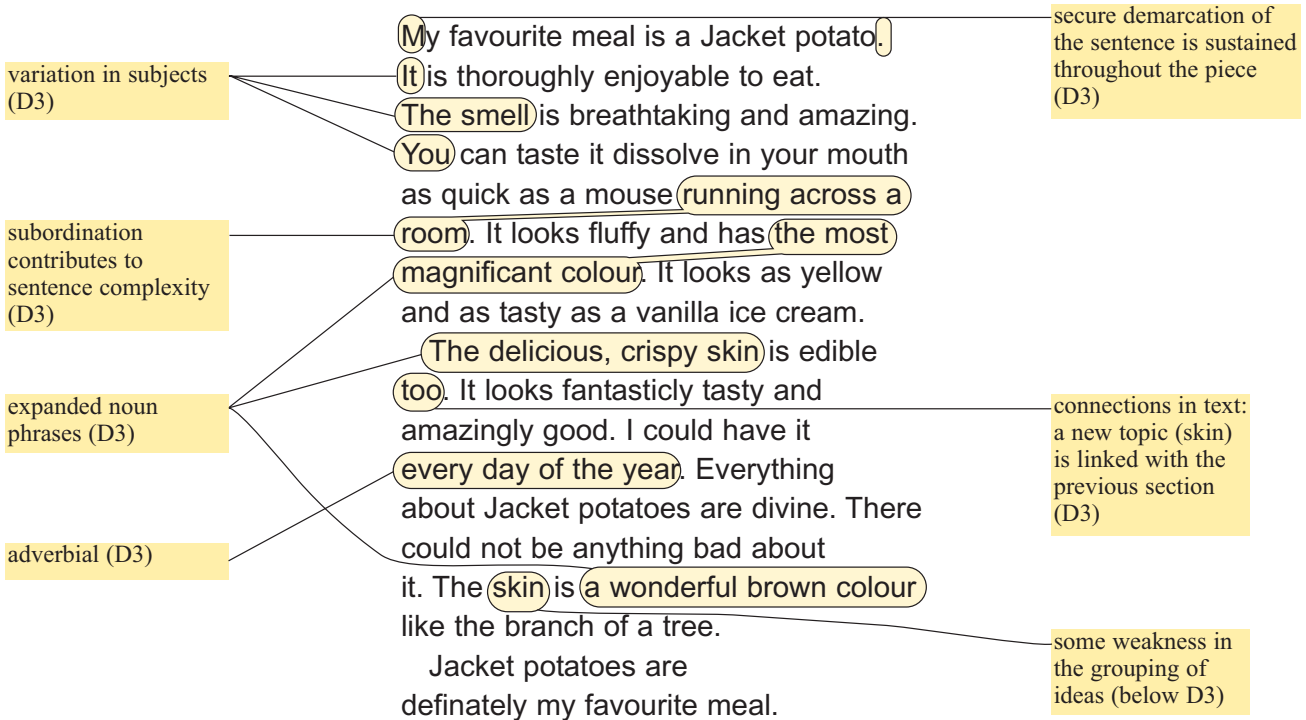 variation in subjects
(D3)
subordination
contributes to
sentence complexity
(D3)
expanded noun
phrases (D3)
adverbial (D3)
My favourite meal is a Jacket potato.
It is thoroughly enjoyable to eat.
The smell is breathtaking and amazing.
You can taste it dissolve in your mouth
as quick as a mouse running across a
room. It looks fluffy and has the most
magnificant colour. It looks as yellow
and as tasty as a vanilla ice cream.
The delicious, crispy skin is edible
too. It looks fantasticly tasty and
amazingly good. I could have it
every day of the year. Everything
about Jacket potatoes are divine. There
could not be anything bad about
it. The skin is a wonderful brown colour
like the branch of a tree.
Jacket potatoes are
definately my favourite meal.
secure demarcation of
the sentence is sustained
throughout the piece
(D3)
connections in text:
a new topic (skin)
is linked with the
previous section
(D3)
some weakness in
the grouping of
ideas (below D3)